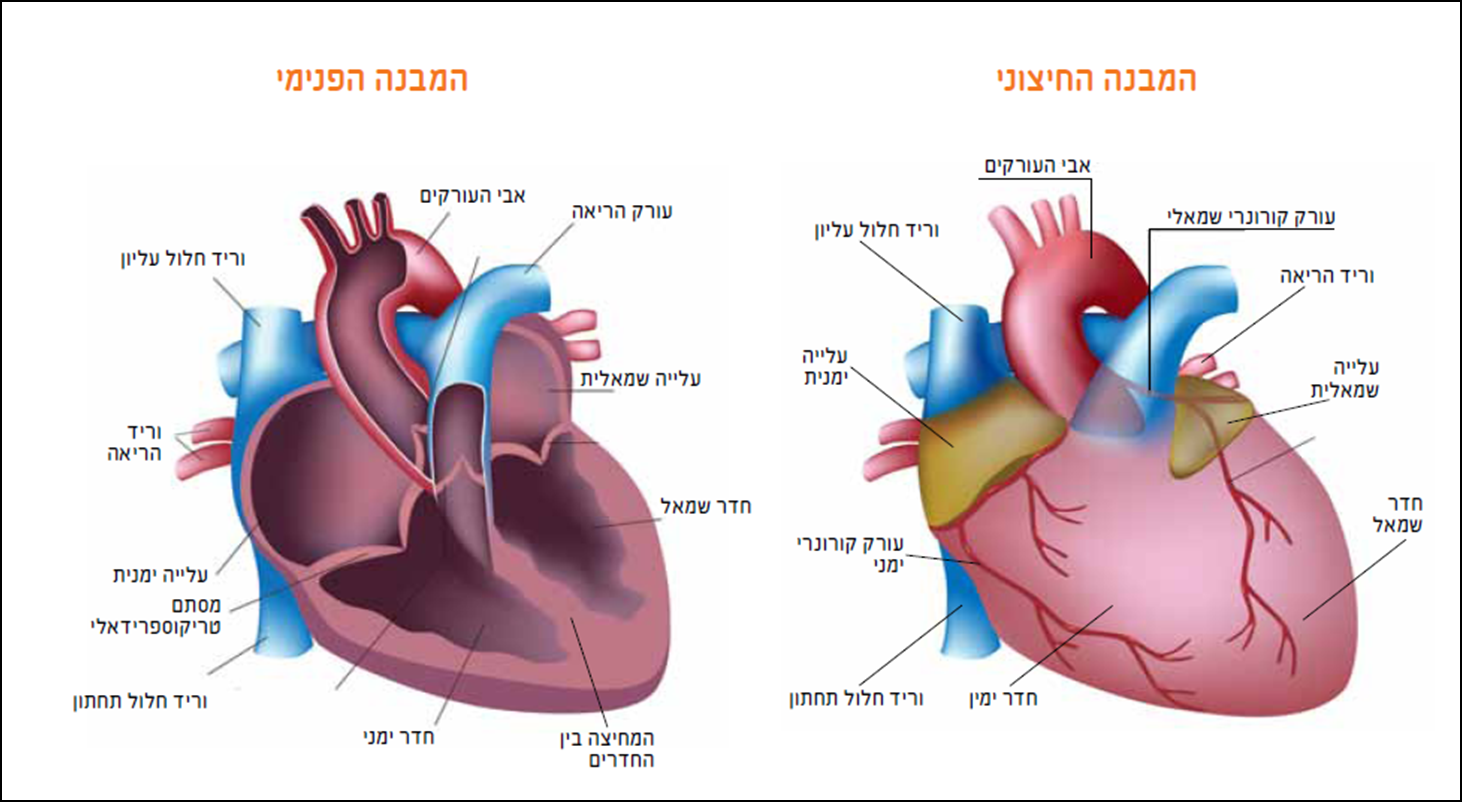 המבנה החיצוני
אבי העורקים
עורק קורונרי שמאלי
וריד חלול עליון
וריד הריאה
עלייה
ימנית
עלייה
שמאלית
חדר
שמאל
עורק קורונרי
ימני
וריד חלול תחתון
חדר ימין
המבנה הפנימי
אבי העורקים
עורק הריאה
וריד חלול עליון
עלייה שמאלית
וריד
הריאה
חדר שמאל
עלייה ימנית
מסתם
טריקוספרידאלי
וריד חלול תחתון
חדר ימני
המחיצה בין
החדרים